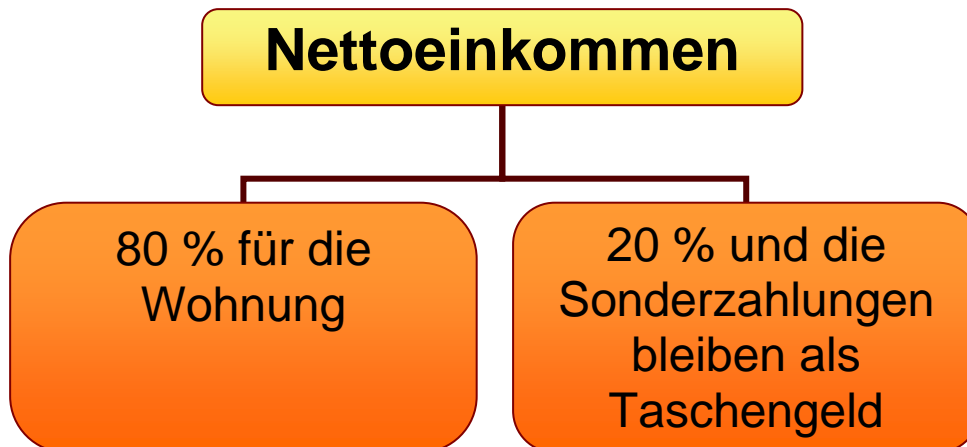 Nettoeinkommen
80 % für die
Wohnung
20 % und die
Sonderzahlungen
bleiben als
Taschengeld